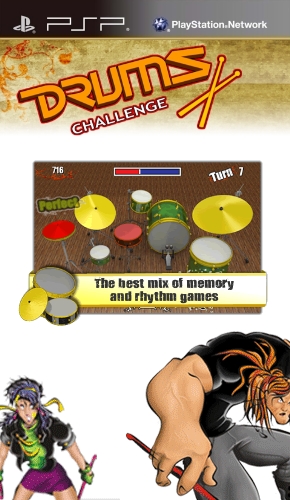 PSP PlayStation®Network
DRUMS
CHALLENGE
716
Turn 7
Perfect
The best mix of memory
and rhythm games